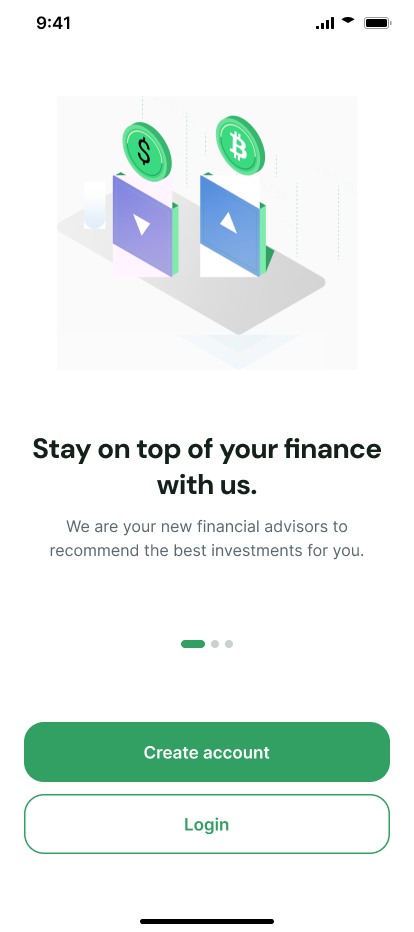 9:41
$
₿
Stay on top of your finance
with us.
We are your new financial advisors to
recommend the best investments for you.
Create account
Login